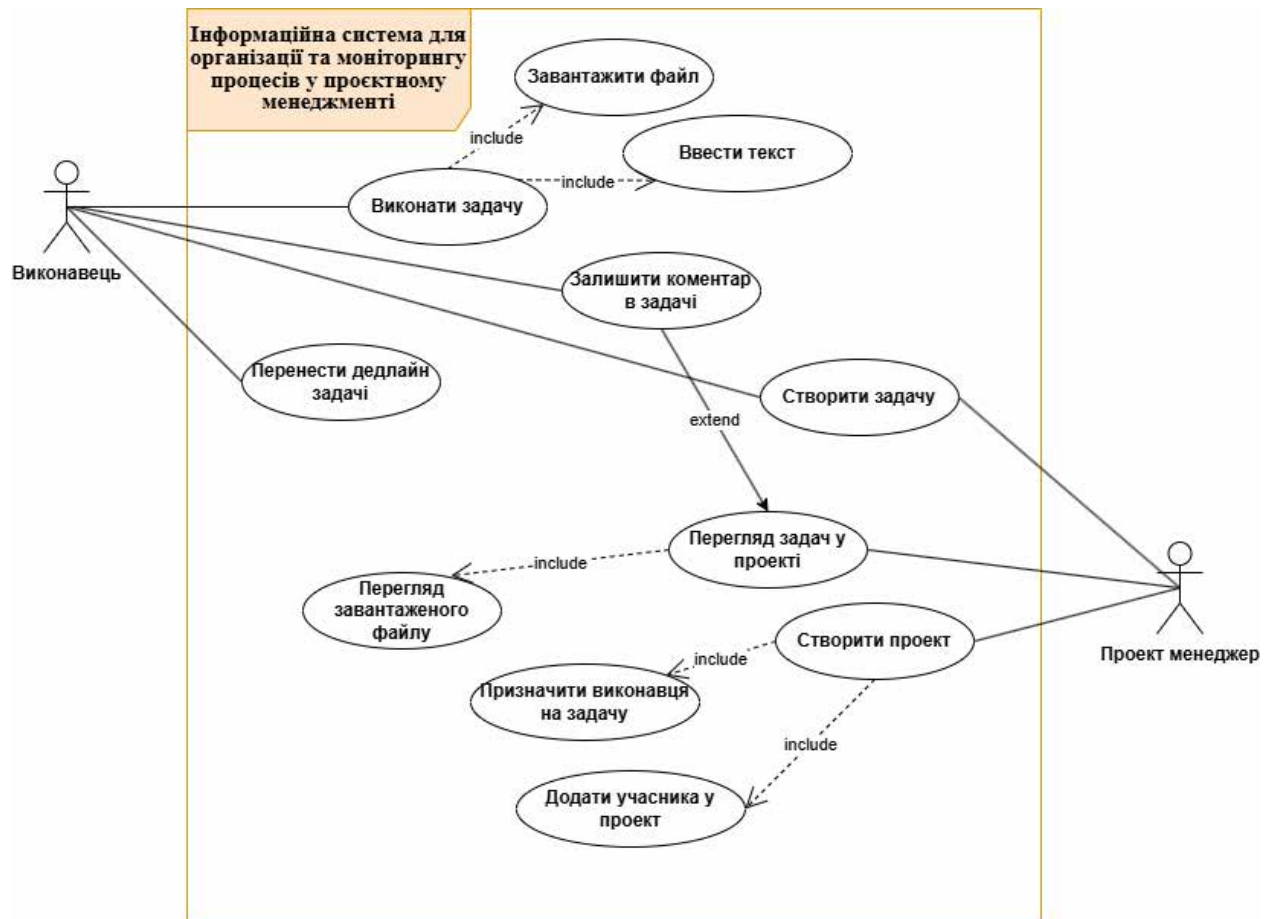 Інформаційна система для
організації та моніторингу
процесів у проєктному
менеджменті
Завантажити файл
include
Ввести текст
include
Виконати задачу
Виконавець
Залишити коментар
в задачі
Перенести дедлайн
задачі
Створити задачу
extend
Перегляд задач у
проекті
include
Перегляд
завантаженого
файлу
Створити проект
Проект менеджер
include
Призначити виконавця
на задачу
include
Додати учасника у
проект